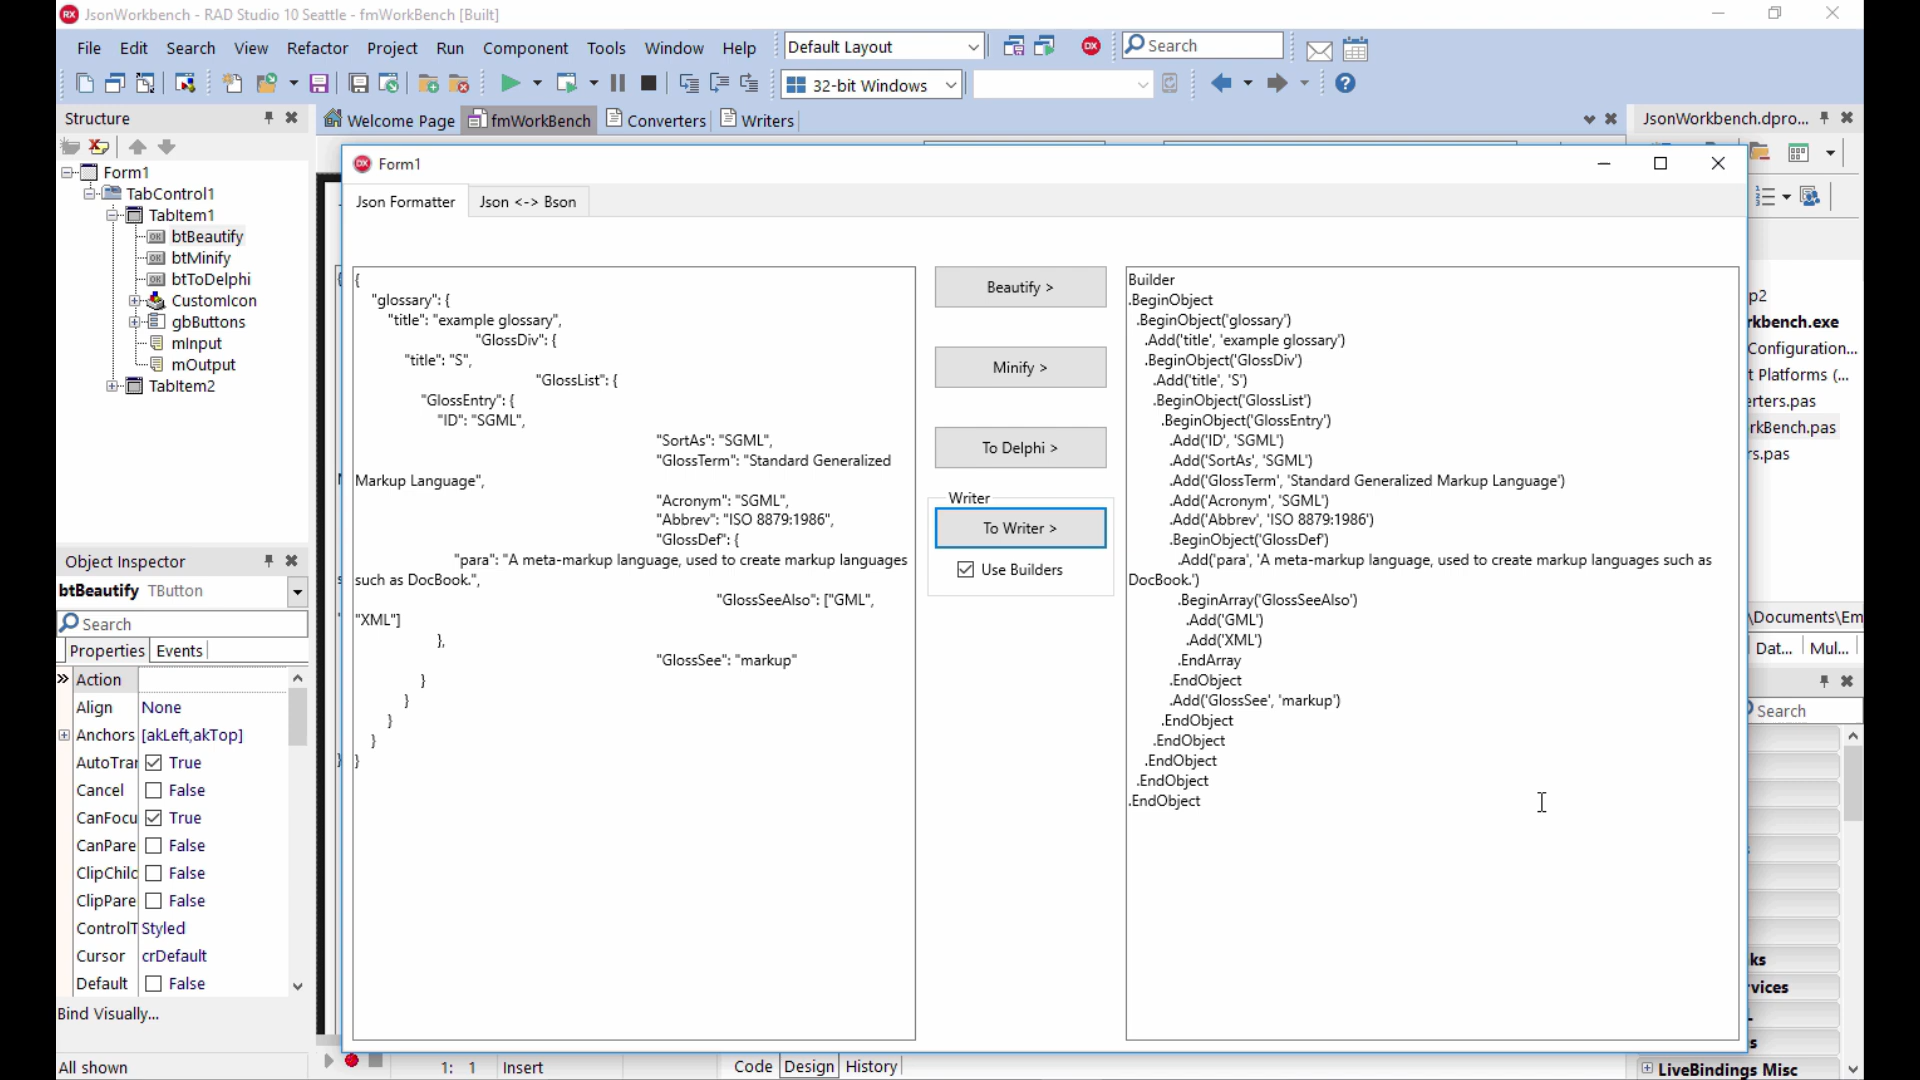 JsonWorkbench - RAD Studio 10 Seattle - fmWorkBench [Built]
File Edit Search View Refactor Project Run Component Tools Window Help Default Layout Search
32-bit Windows
Structure
Welcome Page fmWorkBench Converters Writers
JsonWorkbench.dpro...
Form1
TabControl1
TabItem1
btBeautify
btMinify
btToDelphi
CustomIcon
gbButtons
mInput
mOutput
TabItem2
Object Inspector
btBeautify TButton
Search
Properties Events
Action
Align None
Anchors [akLeft,akTop]
AutoTrar True
Cancel False
CanFocu True
CanPare False
ClipChilc False
ClipPare False
ControlT Styled
Cursor crDefault
Default False
Bind Visually...
All shown
Form1
Json Formatter Json <-> Bson
{
"glossary": {
"title": "example glossary",
"GlossDiv": {
"title": "S",
"GlossList": {
"GlossEntry": {
"ID": "SGML",
"SortAs": "SGML",
"GlossTerm": "Standard Generalized
Markup Language",
"Acronym": "SGML",
"Abbrev": "ISO 8879:1986",
"GlossDef": {
"para": "A meta-markup language, used to create markup languages
such as DocBook.",
"GlossSeeAlso": ["GML",
"XML"]
},
"GlossSee": "markup"
}
}
}
}
}
Beautify >
Minify >
To Delphi >
Writer
To Writer >
Use Builders
Builder
.BeginObject
.BeginObject('glossary')
.Add('title', 'example glossary')
.BeginObject('GlossDiv')
.Add('title', 'S')
.BeginObject('GlossList')
.BeginObject('GlossEntry')
.Add('ID', 'SGML')
.Add('SortAs', 'SGML')
.Add('GlossTerm', 'Standard Generalized Markup Language')
.Add('Acronym', 'SGML')
.Add('Abbrev', 'ISO 8879:1986')
.BeginObject('GlossDef')
.Add('para', 'A meta-markup language, used to create markup languages such as
DocBook.')
.BeginArray('GlossSeeAlso')
.Add('GML')
.Add('XML')
.EndArray
.EndObject
.Add('GlossSee', 'markup')
.EndObject
.EndObject
.EndObject
.EndObject
.EndObject
p2
rkbench.exe
Configuration...
t Platforms (...
erters.pas
rkBench.pas
rs.pas
\Documents\Em
Dat... Mul...
Search
ks
vices
s
LiveBindings Misc
1: 1 Insert Code Design History